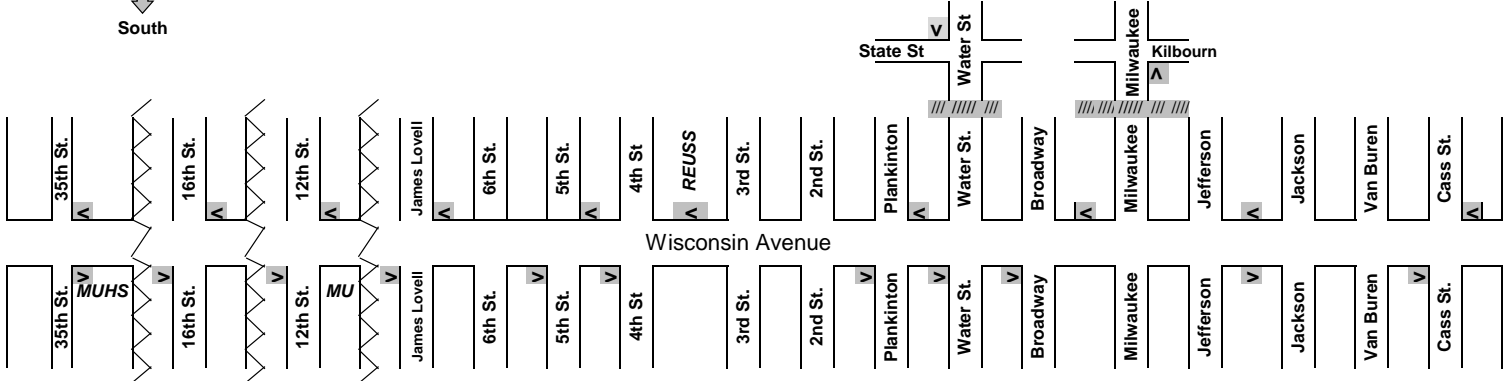 South
State St
Water St
Milwaukee
Kilbourn
35th St.
16th St.
12th St.
James Lovell
6th St.
5th St.
4th St
REUSS
3rd St.
2nd St.
Plankinton
Water St.
Broadway
Milwaukee
Jefferson
Jackson
Van Buren
Cass St.
Wisconsin Avenue
35th St.
MUHS
16th St.
12th St.
MU
James Lovell
6th St.
5th St.
4th St
3rd St.
2nd St.
Plankinton
Water St.
Broadway
Milwaukee
Jefferson
Jackson
Van Buren
Cass St.